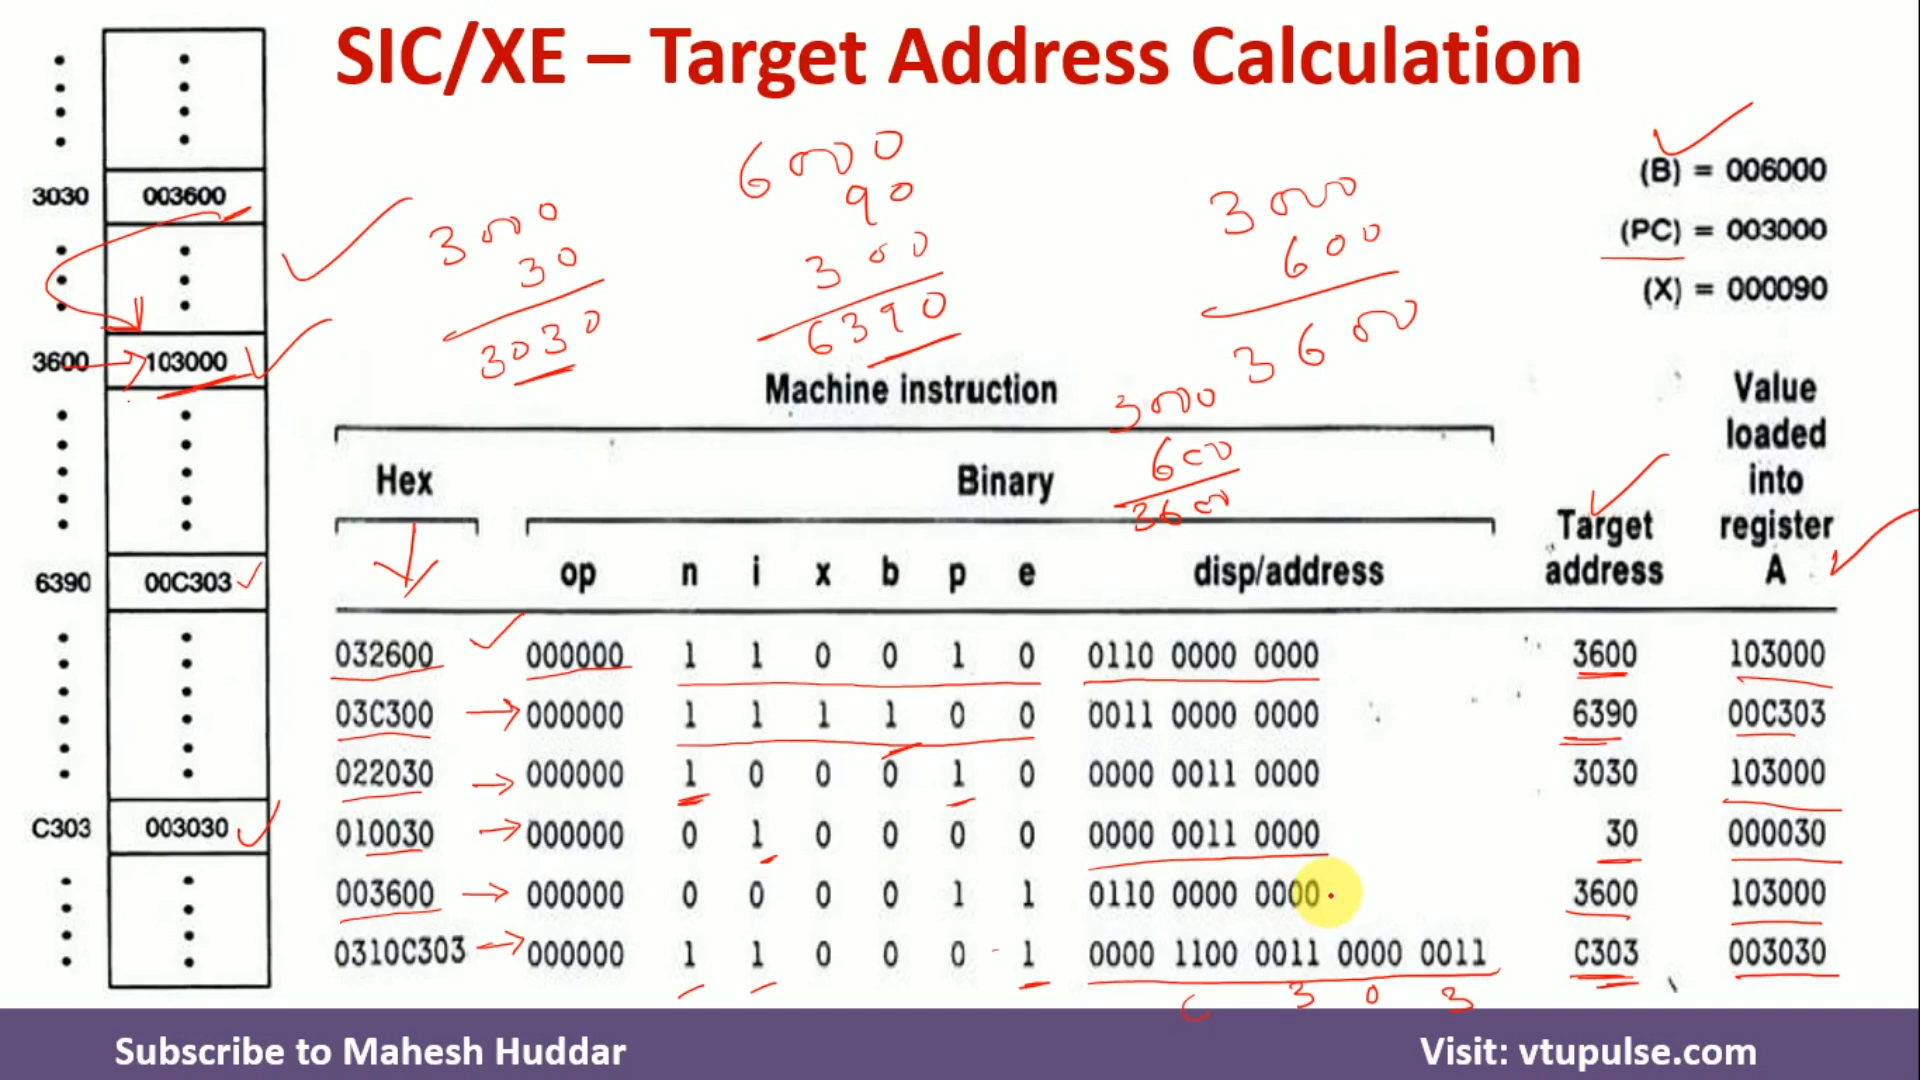 SIC/XE – Target Address Calculation
(B) = 006000
(PC) = 003000
(X) = 000090
3030 003600
3600 103000
6390 00C303
C303 003030
3000
30
3030
6000
90
300
6390
3000
600
3600
3000
600
3600
Machine instruction
Hex
Binary
Target address
Value loaded into register A
op n i x b p e disp/address
032600 000000 1 1 0 0 1 0 0110 0000 0000 3600 103000
03C300 000000 1 1 1 1 0 0 0011 0000 0000 6390 00C303
022030 000000 1 0 0 0 1 0 0000 0011 0000 3030 103000
010030 000000 0 1 0 0 0 0 0000 0011 0000 30 000030
003600 000000 0 0 0 0 1 1 0110 0000 0000 3600 103000
0310C303 000000 1 1 0 0 0 1 0000 1100 0011 0000 0011 C303 003030
C 3 0 3
Subscribe to Mahesh Huddar
Visit: vtupulse.com